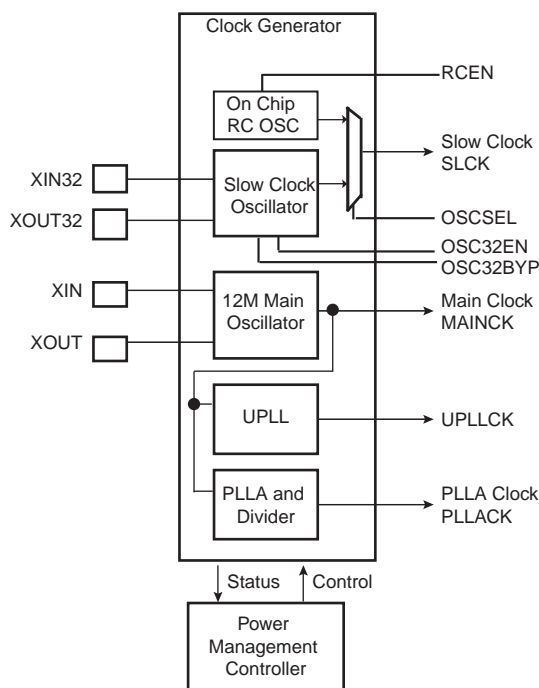 Clock Generator
RCEN
On Chip
RC OSC
Slow Clock
SLCK
XIN32
Slow Clock
Oscillator
XOUT32
OSCSEL
OSC32EN
OSC32BYP
XIN
12M Main
Oscillator
Main Clock
MAINCK
XOUT
UPLL
UPLLCK
PLLA and
Divider
PLLA Clock
PLLACK
Status
Control
Power
Management
Controller